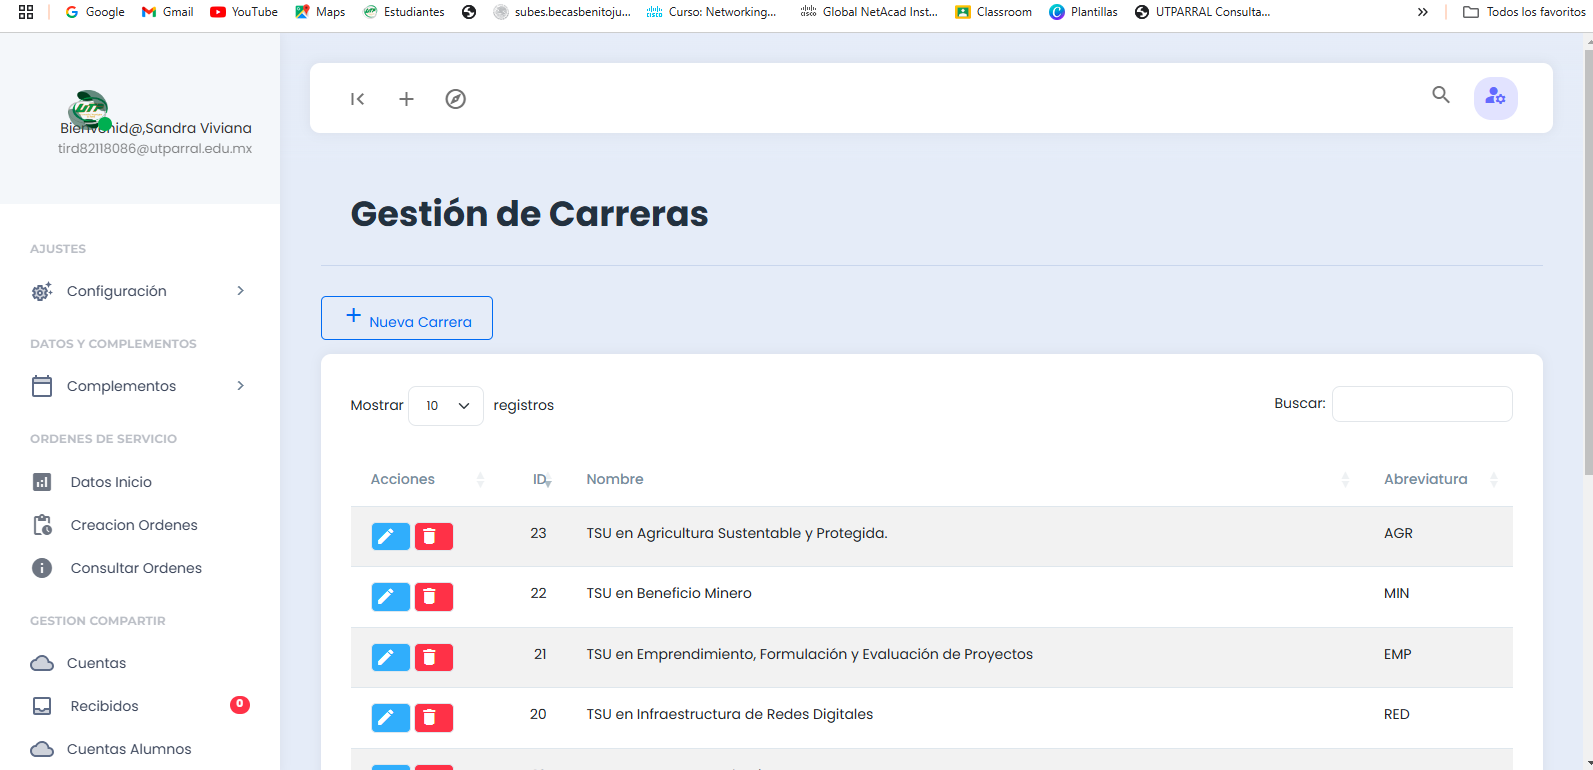 Google
Gmail
YouTube
Maps
Estudiantes
subes.becasbenitoju...
Curso: Networking...
Global NetAcad Inst...
Classroom
Plantillas
UTPARRAL Consulta...
Todos los favoritos
UTP
Bienvenid@,Sandra Viviana
tird82118086@utparral.edu.mx
AJUSTES
Configuración
DATOS Y COMPLEMENTOS
Complementos
ORDENES DE SERVICIO
Datos Inicio
Creacion Ordenes
Consultar Ordenes
GESTION COMPARTIR
Cuentas
Recibidos 0
Cuentas Alumnos
Gestión de Carreras
Nueva Carrera
Mostrar 10 registros
Buscar:
Acciones ID Nombre Abreviatura
23 TSU en Agricultura Sustentable y Protegida. AGR
22 TSU en Beneficio Minero MIN
21 TSU en Emprendimiento, Formulación y Evaluación de Proyectos EMP
20 TSU en Infraestructura de Redes Digitales RED